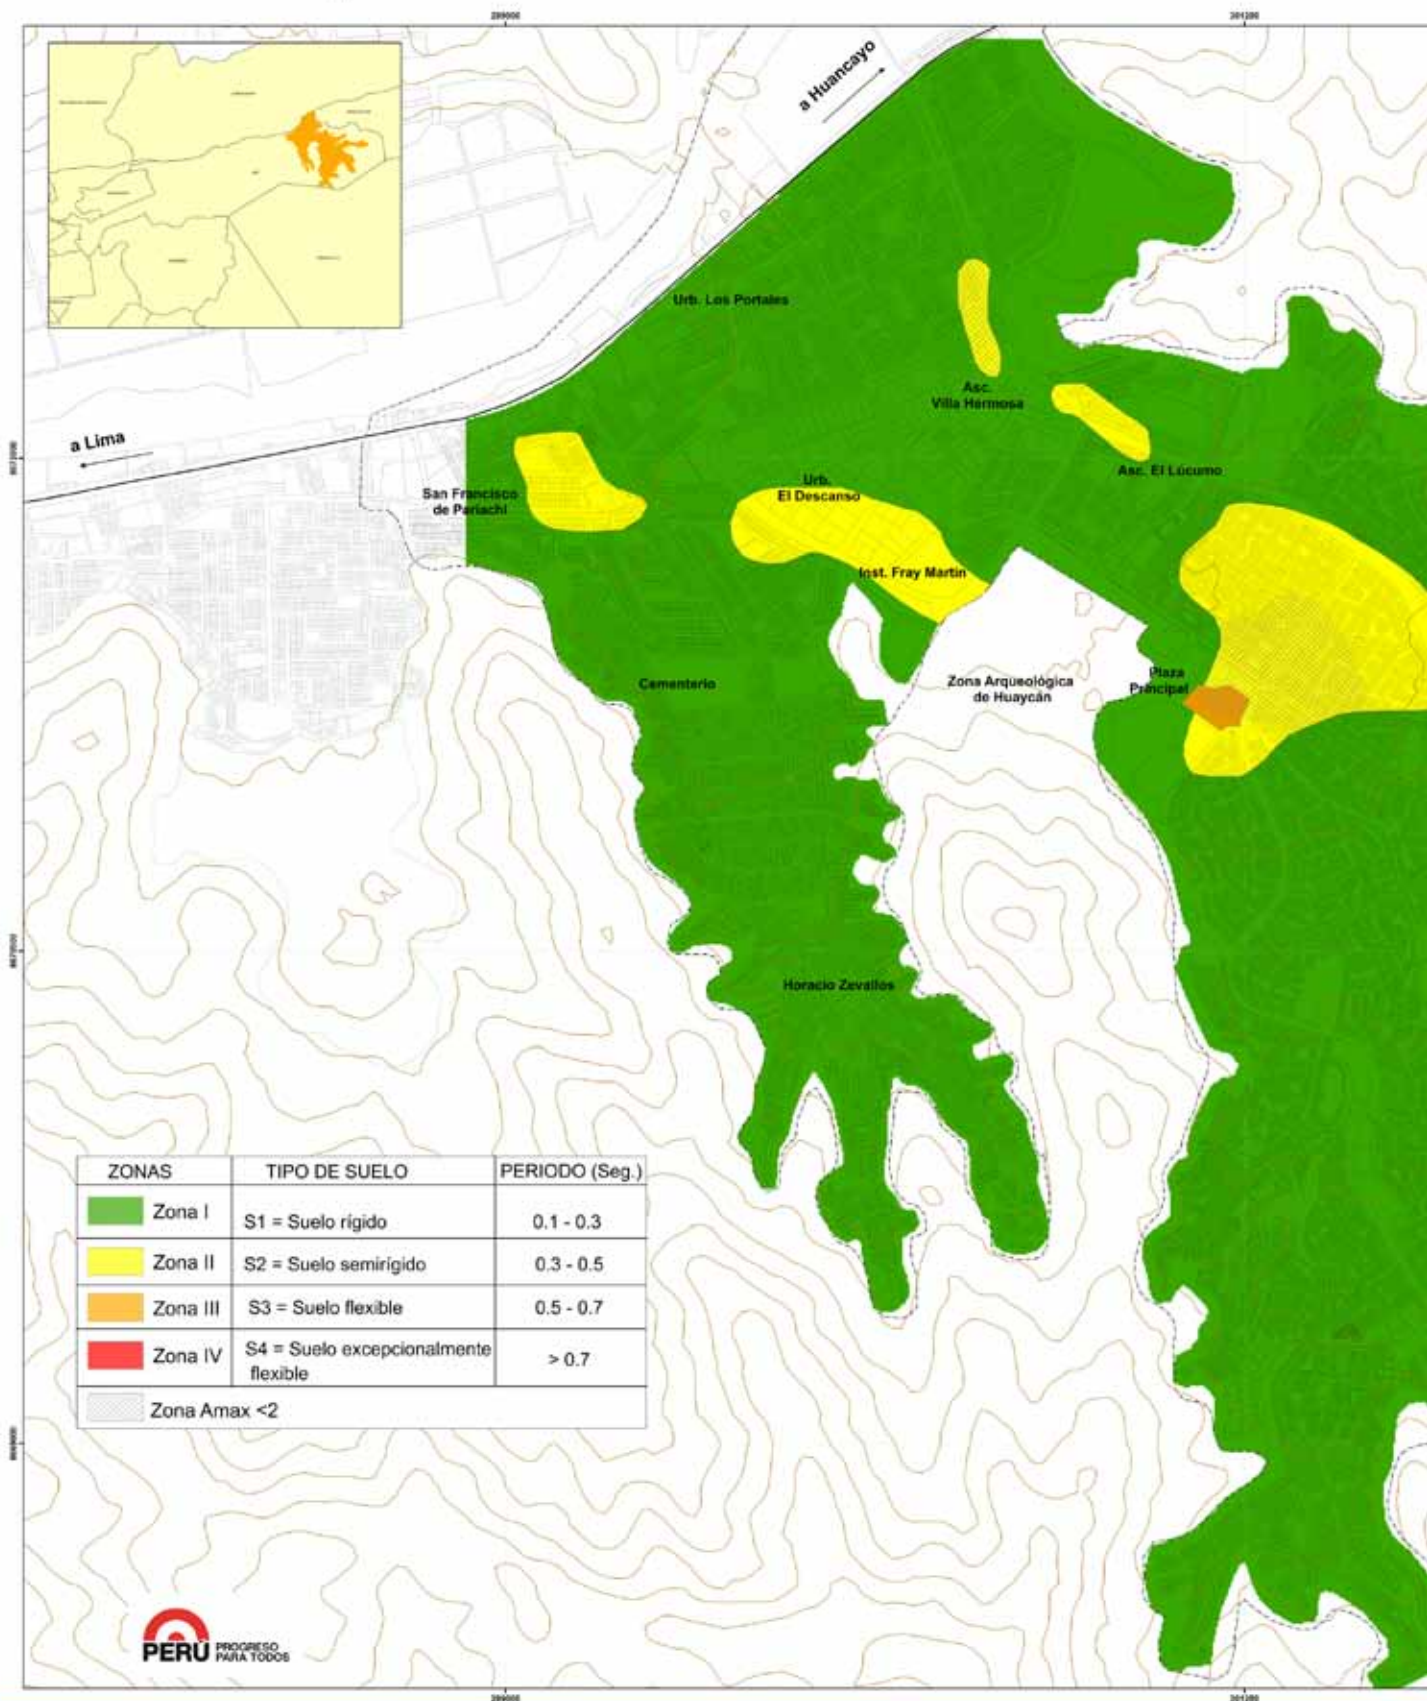 a Huancayo
Urb. Los Portales
Asc.
Villa Hermosa
a Lima
Asc. El Lúcumo
San Francisco
de Pariachi
Urb.
El Descanso
Inst. Fray Martin
Cementerio
Zona Arqueológica
de Huaycán
Plaza
Principal
Horacio Zevallos
ZONAS TIPO DE SUELO PERIODO (Seg.)
Zona I S1 = Suelo rígido 0.1 - 0.3
Zona II S2 = Suelo semirígido 0.3 - 0.5
Zona III S3 = Suelo flexible 0.5 - 0.7
Zona IV S4 = Suelo excepcionalmente
flexible > 0.7
Zona Amax <2
PERÚ PROGRESO
PARA TODOS